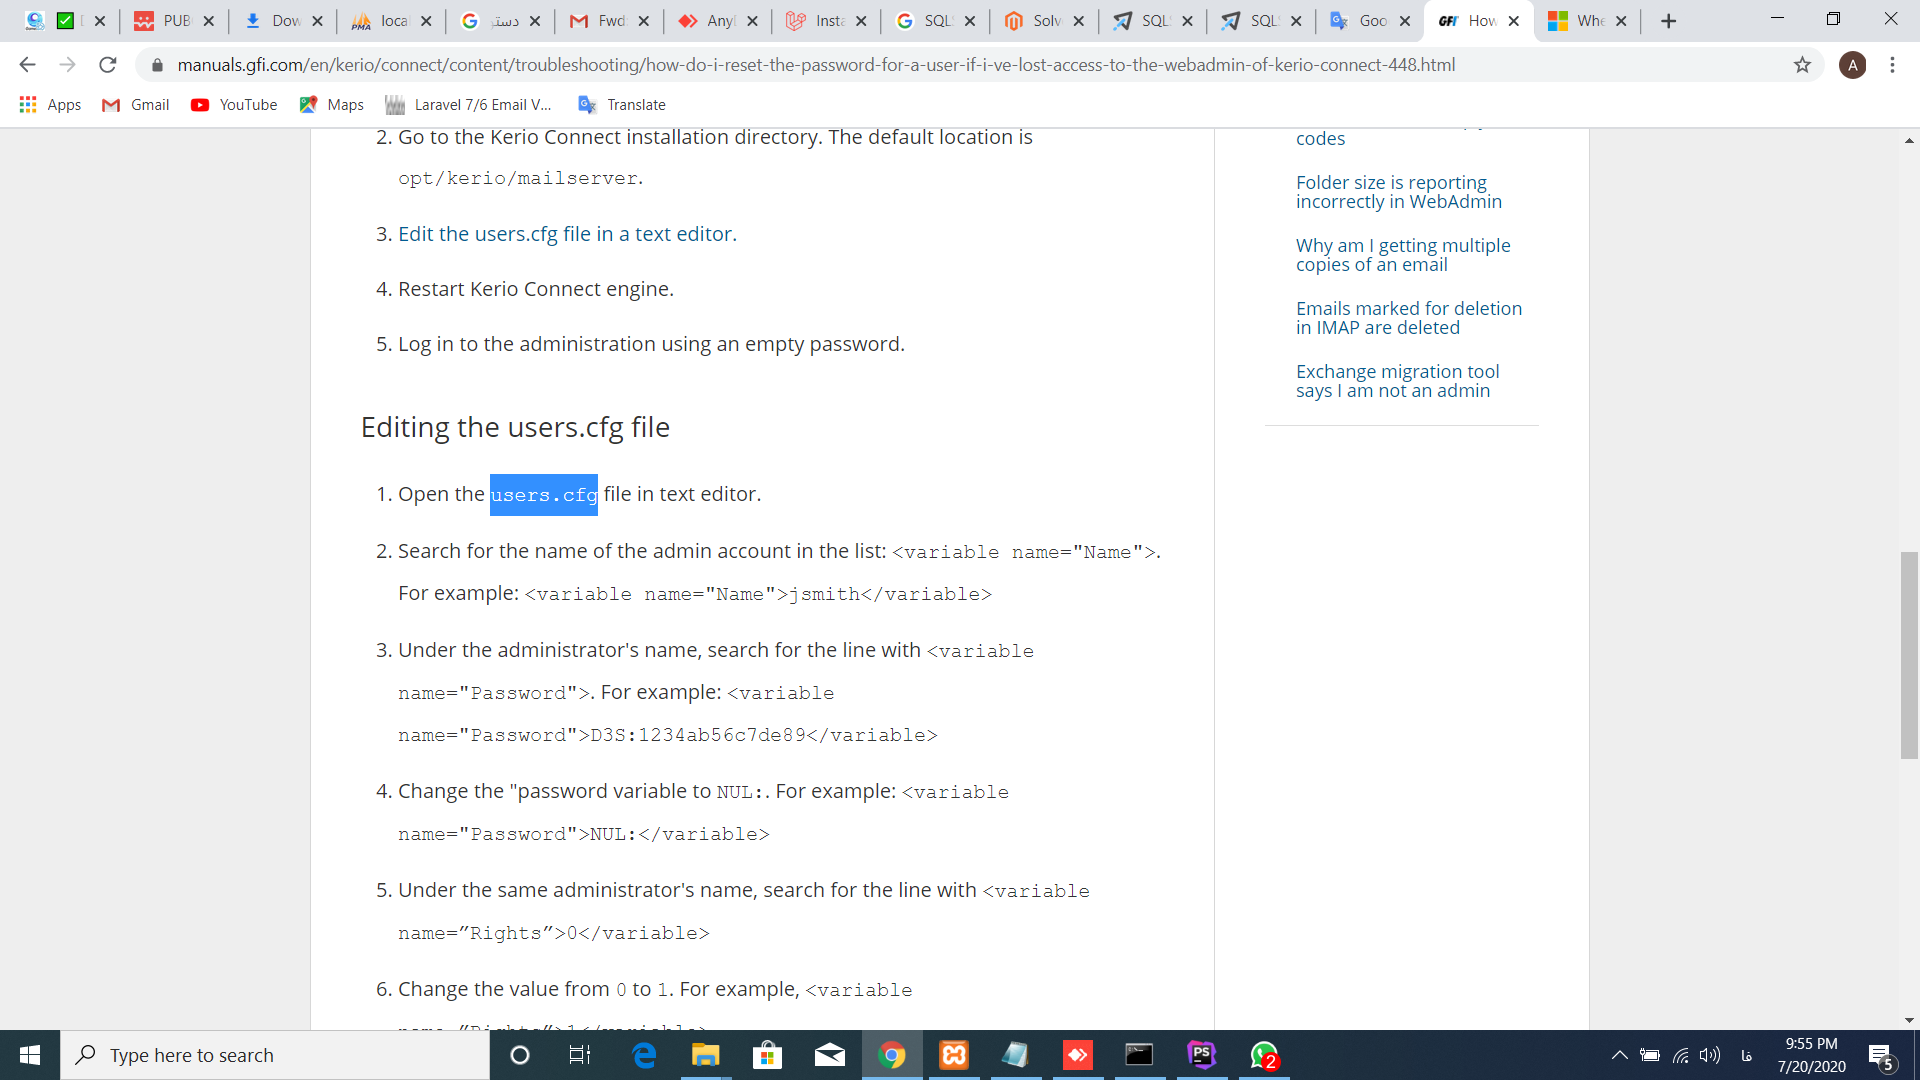 PUB
Dow
loca
دستو
Fwd
Any
Insta
SQL
Solv
SQL
SQL
Goo
GFI How
Whe
manuals.gfi.com/en/kerio/connect/content/troubleshooting/how-do-i-reset-the-password-for-a-user-if-i-ve-lost-access-to-the-webadmin-of-kerio-connect-448.html
A
Apps
Gmail
YouTube
Maps
Laravel 7/6 Email V...
Translate
2. Go to the Kerio Connect installation directory. The default location is
opt/kerio/mailserver.
3. Edit the users.cfg file in a text editor.
4. Restart Kerio Connect engine.
5. Log in to the administration using an empty password.
Editing the users.cfg file
1. Open the users.cfg file in text editor.
2. Search for the name of the admin account in the list: <variable name="Name">.
For example: <variable name="Name">jsmith</variable>
3. Under the administrator's name, search for the line with <variable
name="Password">. For example: <variable
name="Password">D3S:1234ab56c7de89</variable>
4. Change the "password variable to NUL:. For example: <variable
name="Password">NUL:</variable>
5. Under the same administrator's name, search for the line with <variable
name=”Rights”>0</variable>
6. Change the value from 0 to 1. For example, <variable
name=”Rights”>1</variable>
codes
Folder size is reporting
incorrectly in WebAdmin
Why am I getting multiple
copies of an email
Emails marked for deletion
in IMAP are deleted
Exchange migration tool
says I am not an admin
Type here to search
PS
2
فا
9:55 PM
7/20/2020
5